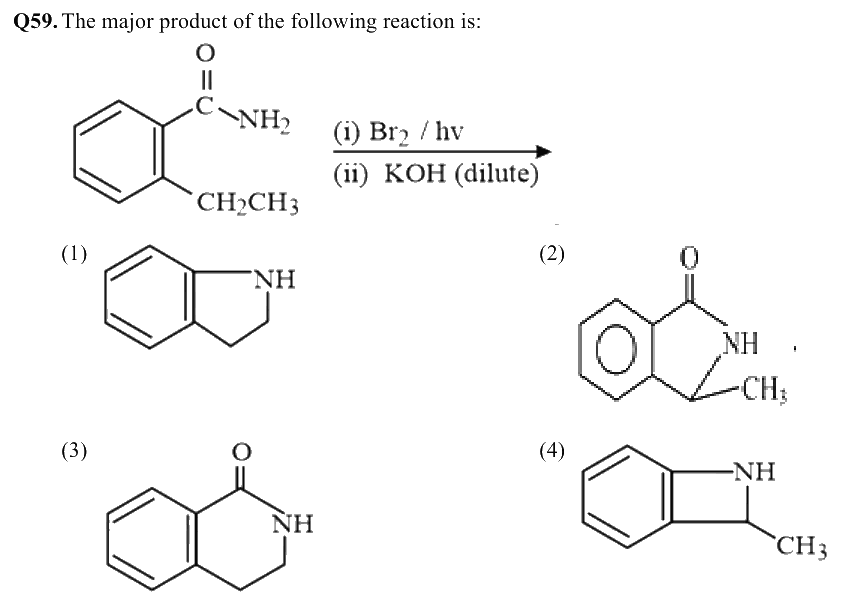 Q59. The major product of the following reaction is:
O
C
NH2
CH2CH3
(i) Br2 / hv
(ii) KOH (dilute)
(1)
NH
(2)
O
NH
CH3
(3)
O
NH
(4)
NH
CH3